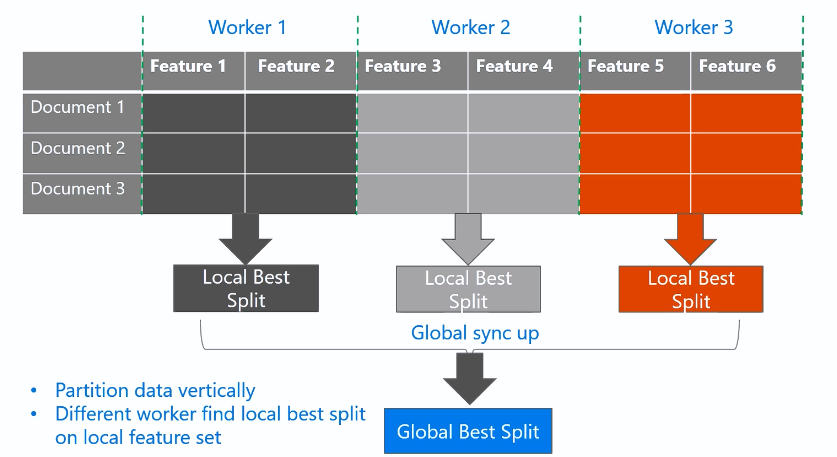 Worker 1 Worker 2 Worker 3
Feature 1 Feature 2 Feature 3 Feature 4 Feature 5 Feature 6
Document 1
Document 2
Document 3
Local Best
Split
Local Best
Split
Local Best
Split
Global sync up
• Partition data vertically
• Different worker find local best split
on local feature set
Global Best Split